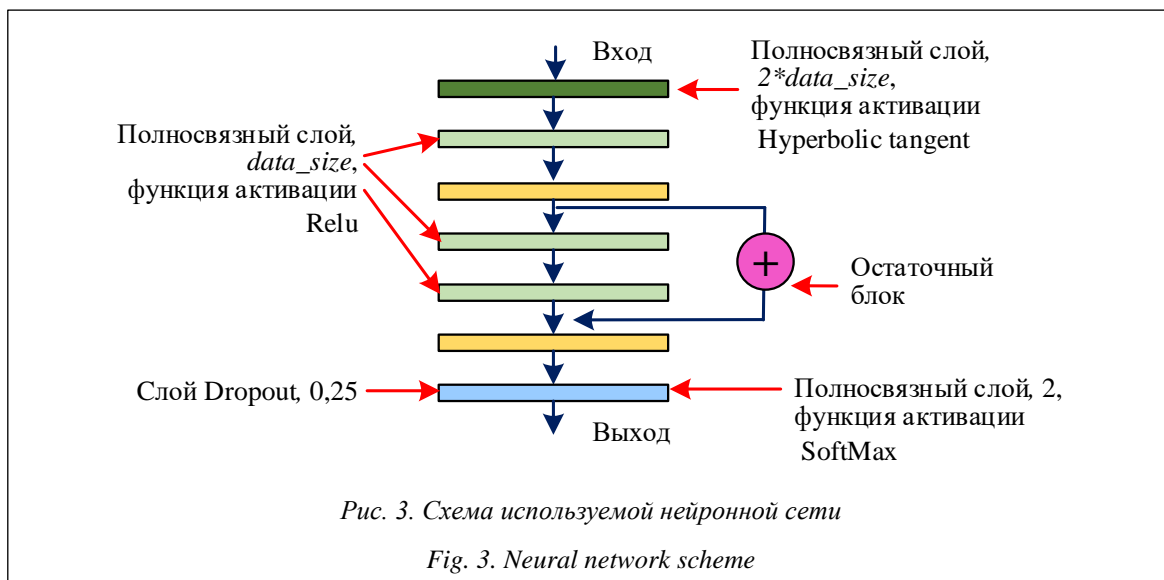 Вход
Полносвязный слой,
2*data_size,
функция активации
Hyperbolic tangent
Полносвязный слой,
data_size,
функция активации
Relu
+
Остаточный
блок
Слой Dropout, 0,25
Полносвязный слой, 2,
функция активации
SoftMax
Выход
Рис. 3. Схема используемой нейронной сети
Fig. 3. Neural network scheme